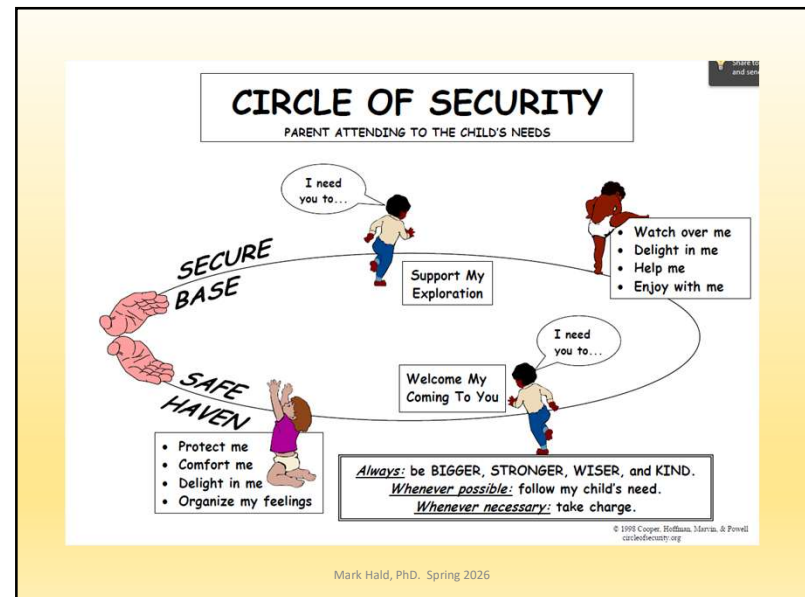 Share to
and send
CIRCLE OF SECURITY
PARENT ATTENDING TO THE CHILD'S NEEDS
I need
you to...
SECURE
BASE
Support My
Exploration
• Watch over me
• Delight in me
• Help me
• Enjoy with me
I need
you to...
Welcome My
Coming To You
SAFE
HAVEN
• Protect me
• Comfort me
• Delight in me
• Organize my feelings
Always: be BIGGER, STRONGER, WISER, and KIND.
Whenever possible: follow my child's need.
Whenever necessary: take charge.
© 1998 Cooper, Hoffman, Marvin, & Powell
circleofsecurity.org
Mark Hald, PhD. Spring 2026